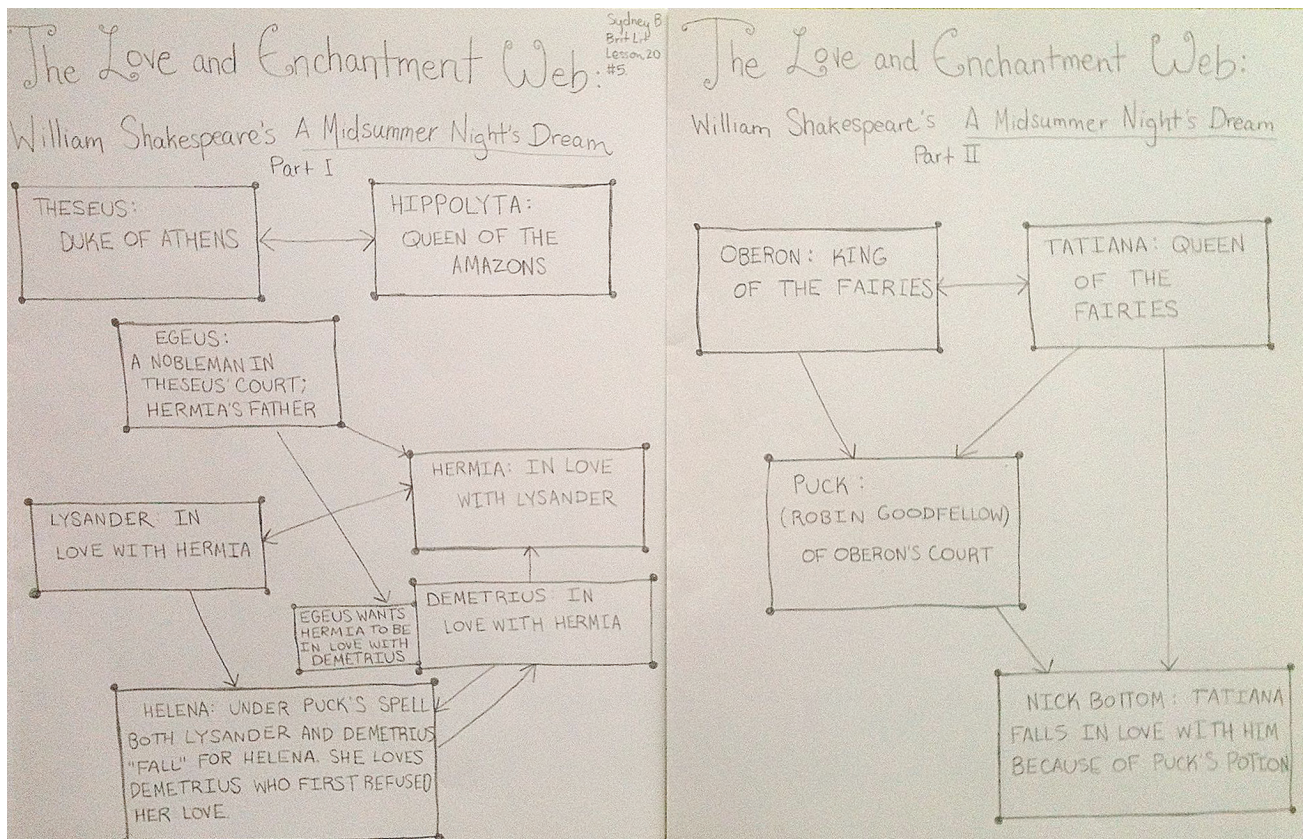 The Love and Enchantment Web:
Sydney B
Brit Lit
Lesson 20
#5
William Shakespeare's A Midsummer Night's Dream
Part I
THESEUS:
DUKE OF ATHENS
HIPPOLYTA:
QUEEN OF THE
AMAZONS
EGEUS:
A NOBLEMAN IN
THESEUS' COURT;
HERMIA'S FATHER
HERMIA: IN LOVE
WITH LYSANDER
LYSANDER: IN
LOVE WITH HERMIA
DEMETRIUS: IN
LOVE WITH HERMIA
EGEUS WANTS
HERMIA TO BE
IN LOVE WITH
DEMETRIUS
HELENA: UNDER PUCK'S SPELL
BOTH LYSANDER AND DEMETRIUS
"FALL" FOR HELENA. SHE LOVES
DEMETRIUS WHO FIRST REFUSED
HER LOVE.
The Love and Enchantment Web:
William Shakespeare's A Midsummer Night's Dream
Part II
OBERON: KING
OF THE FAIRIES
TATIANA: QUEEN
OF THE
FAIRIES
PUCK:
(ROBIN GOODFELLOW)
OF OBERON'S COURT
NICK BOTTOM: TATIANA
FALLS IN LOVE WITH HIM
BECAUSE OF PUCK'S POTION